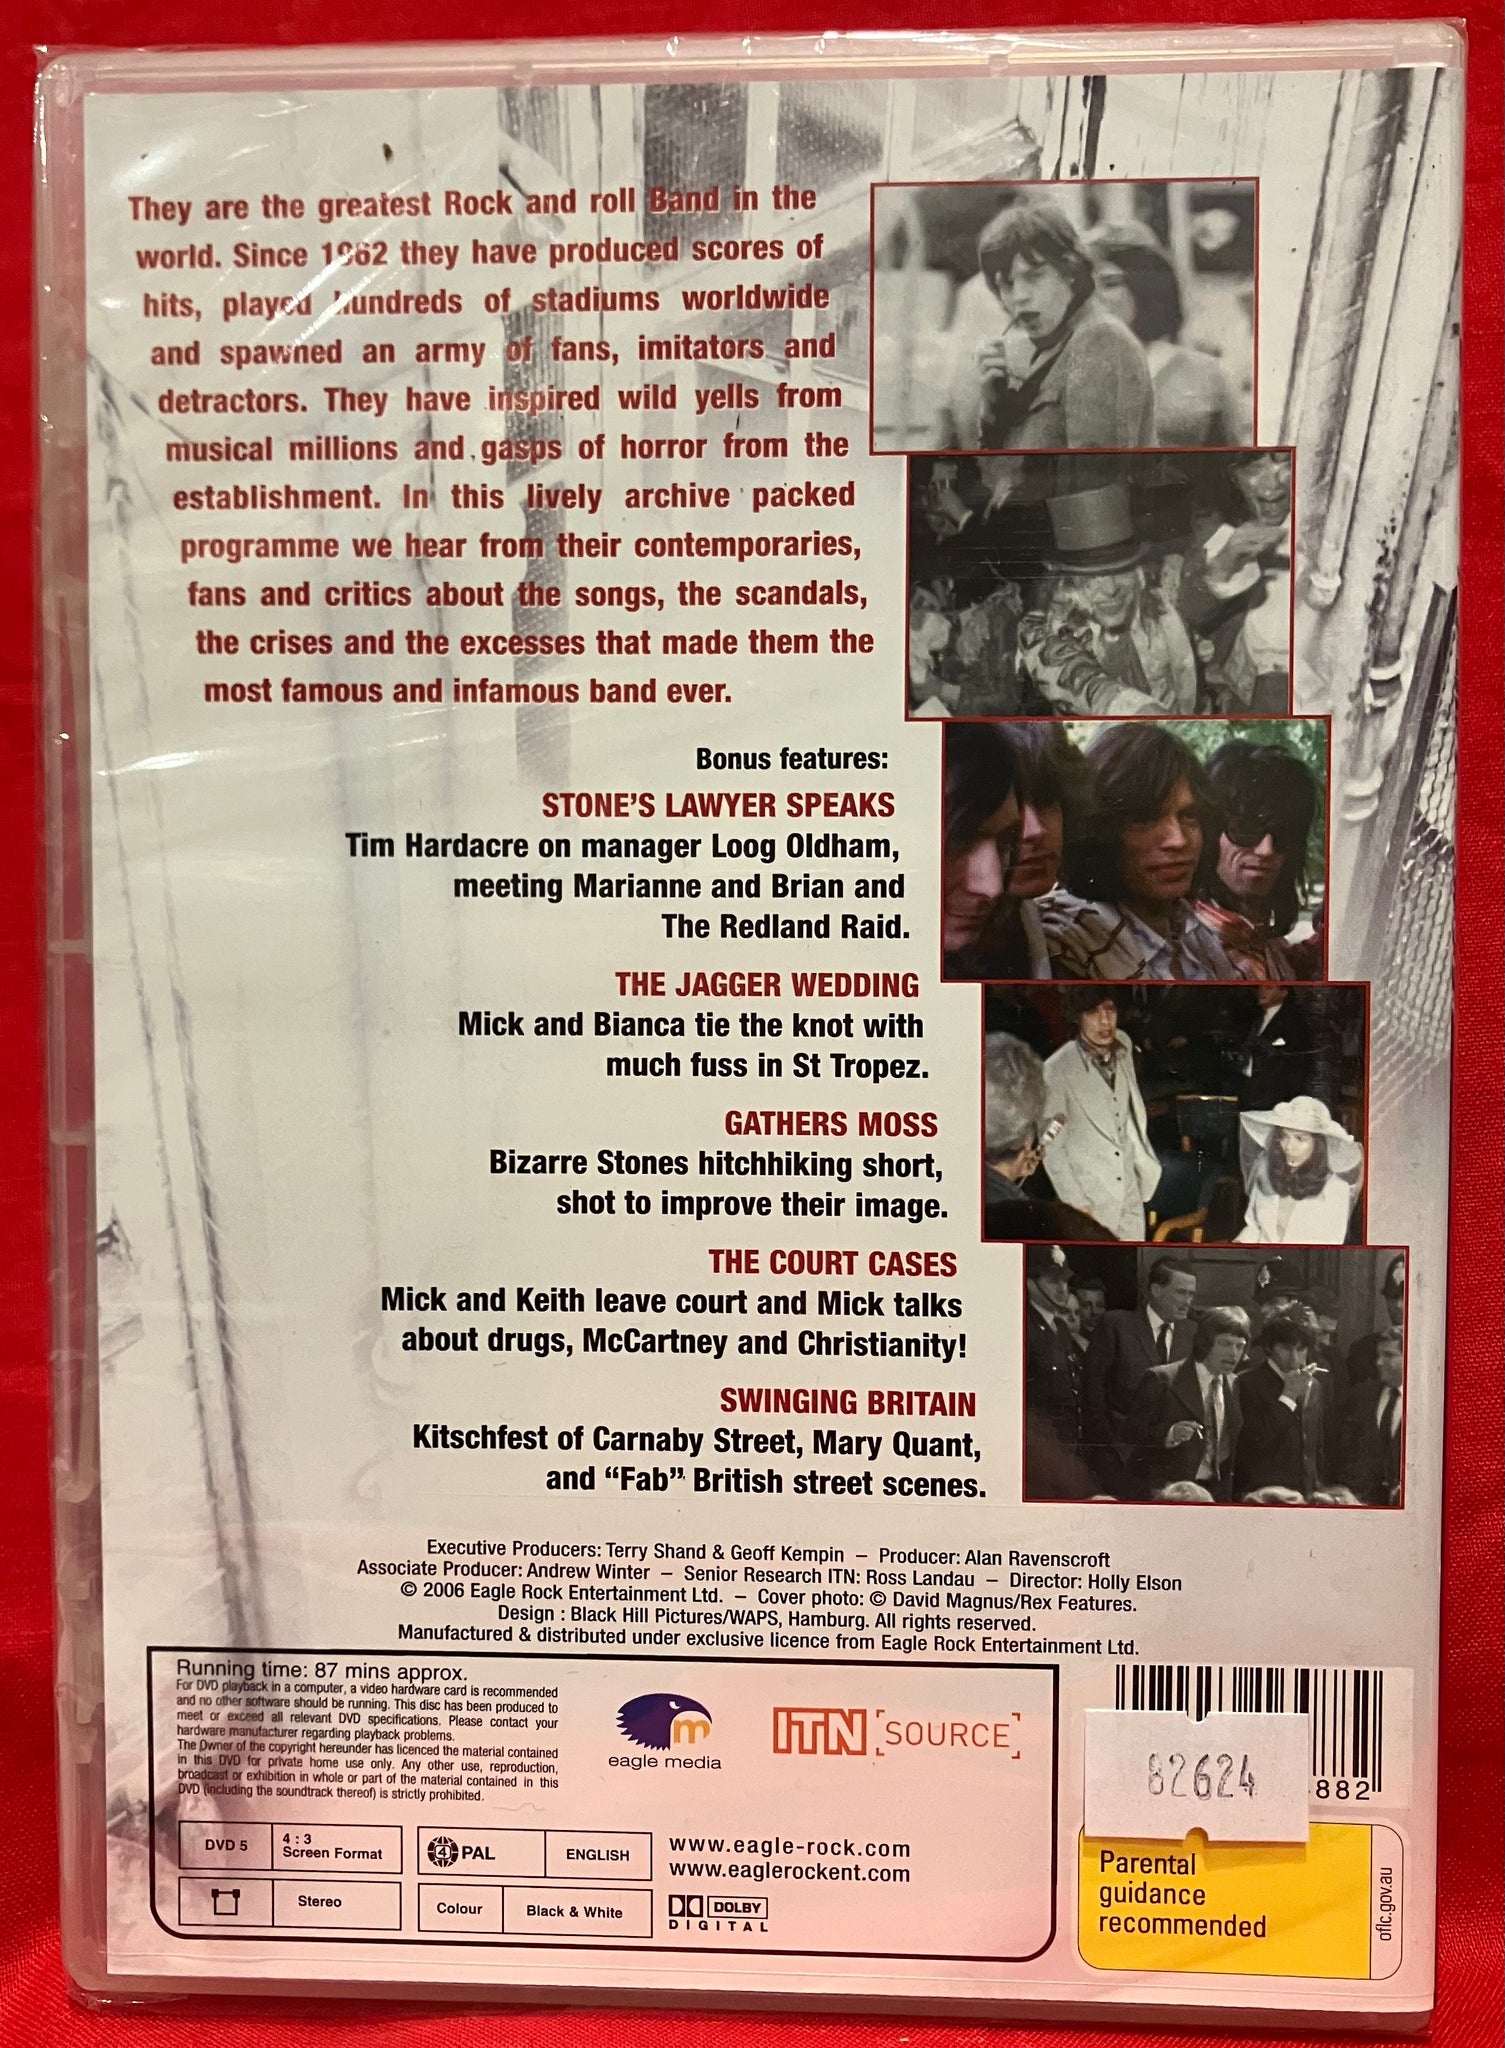 They are the greatest Rock and roll Band in the
world. Since 1962 they have produced scores of
hits, played hundreds of stadiums worldwide
and spawned an army of fans, imitators and
detractors. They have inspired wild yells from
musical millions and gasps of horror from the
establishment. In this lively archive packed
programme we hear from their contemporaries,
fans and critics about the songs, the scandals,
the crises and the excesses that made them the
most famous and infamous band ever.
Bonus features:
STONE'S LAWYER SPEAKS
Tim Hardacre on manager Loog Oldham,
meeting Marianne and Brian and
The Redland Raid.
THE JAGGER WEDDING
Mick and Bianca tie the knot with
much fuss in St Tropez.
GATHERS MOSS
Bizarre Stones hitchhiking short,
shot to improve their image.
THE COURT CASES
Mick and Keith leave court and Mick talks
about drugs, McCartney and Christianity!
SWINGING BRITAIN
Kitschfest of Carnaby Street, Mary Quant,
and “Fab” British street scenes.
Executive Producers: Terry Shand & Geoff Kempin – Producer: Alan Ravenscroft
Associate Producer: Andrew Winter – Senior Research ITN: Ross Landau – Director: Holly Elson
© 2006 Eagle Rock Entertainment Ltd. – Cover photo: © David Magnus/Rex Features.
Design : Black Hill Pictures/WAPS, Hamburg. All rights reserved.
Manufactured & distributed under exclusive licence from Eagle Rock Entertainment Ltd.
Running time: 87 mins approx.
For DVD playback in a computer, a video hardware card is recommended
and no other software should be running. This disc has been produced to
meet or exceed all relevant DVD specifications. Please contact your
hardware manufacturer regarding playback problems.
The Owner of the copyright hereunder has licenced the material contained
in this DVD for private home use only. Any other use, reproduction,
broadcast or exhibition in whole or part of the material contained in this
DVD (including the soundtrack thereof) is strictly prohibited.
m
eagle media
ITN [SOURCE]
DVD 5
4 : 3
Screen Format
4 PAL
ENGLISH
Stereo
Colour
Black & White
www.eagle-rock.com
www.eaglerockent.com
DOLBY
DIGITAL
82624
882
Parental
guidance
recommended
oflc.gov.au